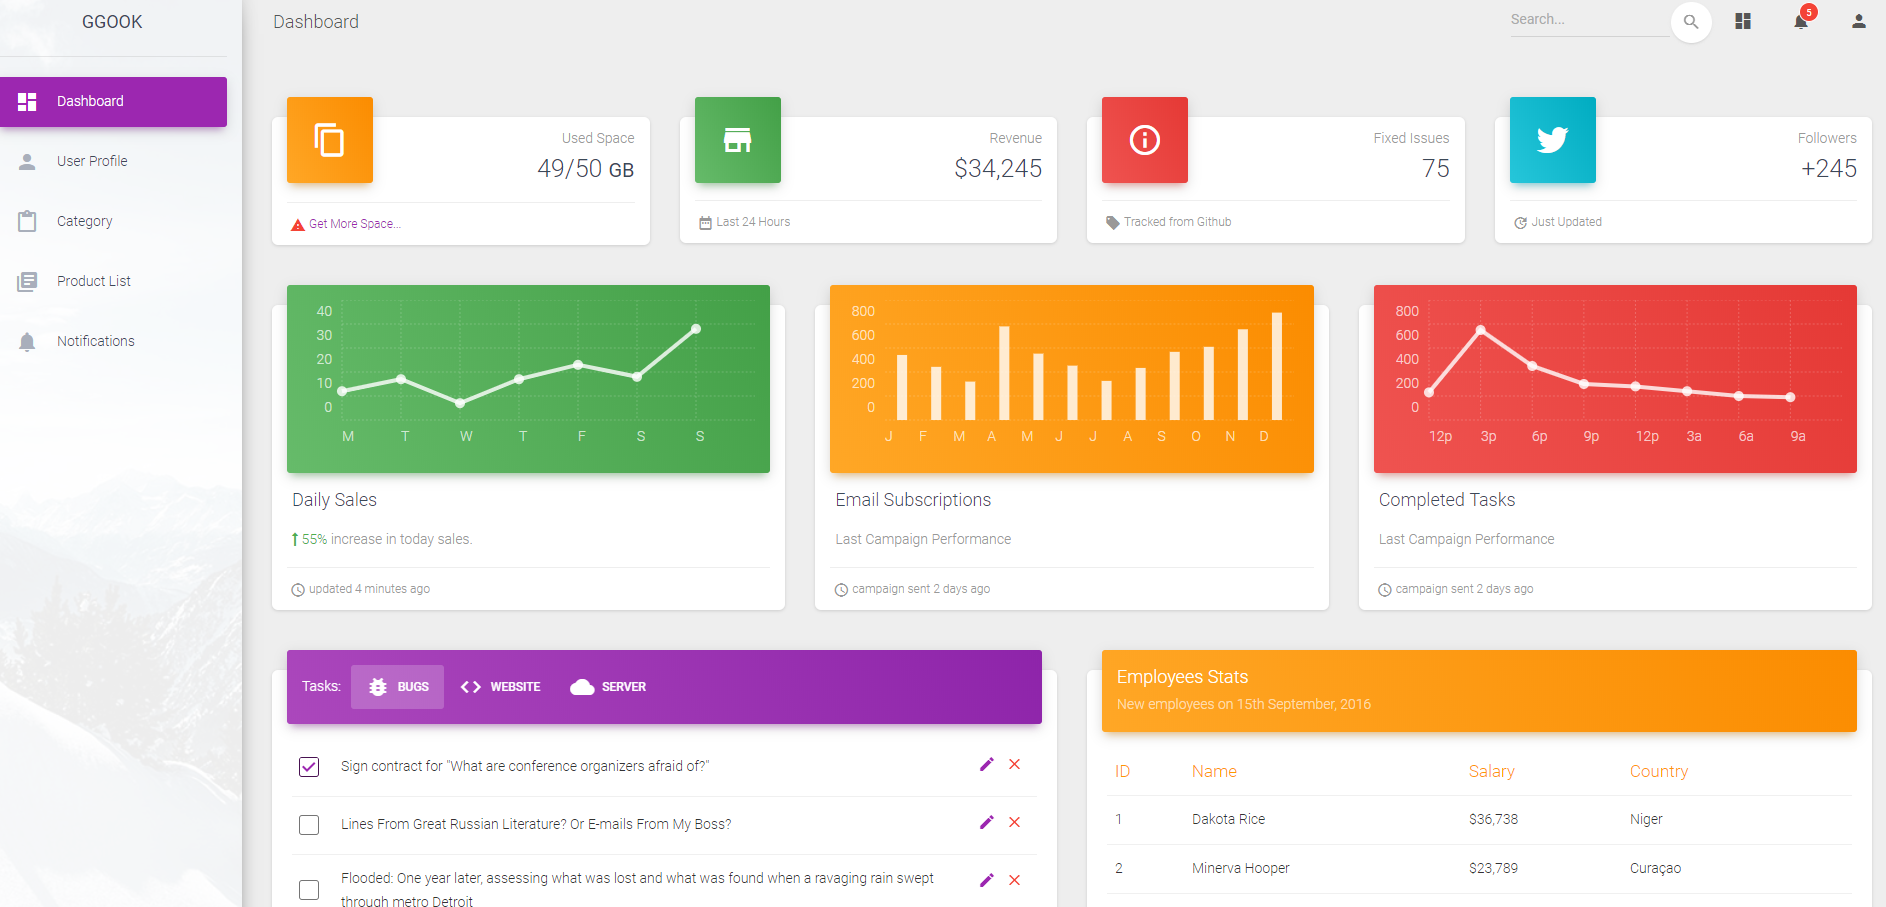 GGOOK
Dashboard
Search...
5
Dashboard
User Profile
Category
Product List
Notifications
Used Space
49/50 GB
Get More Space...
Revenue
$34,245
Last 24 Hours
Fixed Issues
75
Tracked from Github
Followers
+245
Just Updated
40
30
20
10
0
M T W T F S S
Daily Sales
55% increase in today sales.
updated 4 minutes ago
800
600
400
200
0
J F M A M J J A S O N D
Email Subscriptions
Last Campaign Performance
campaign sent 2 days ago
800
600
400
200
0
12p 3p 6p 9p 12p 3a 6a 9a
Completed Tasks
Last Campaign Performance
campaign sent 2 days ago
Tasks: BUGS WEBSITE SERVER
Sign contract for "What are conference organizers afraid of?"
Lines From Great Russian Literature? Or E-mails From My Boss?
Flooded: One year later, assessing what was lost and what was found when a ravaging rain swept
through metro Detroit
Employees Stats
New employees on 15th September, 2016
ID Name Salary Country
1 Dakota Rice $36,738 Niger
2 Minerva Hooper $23,789 Curaçao